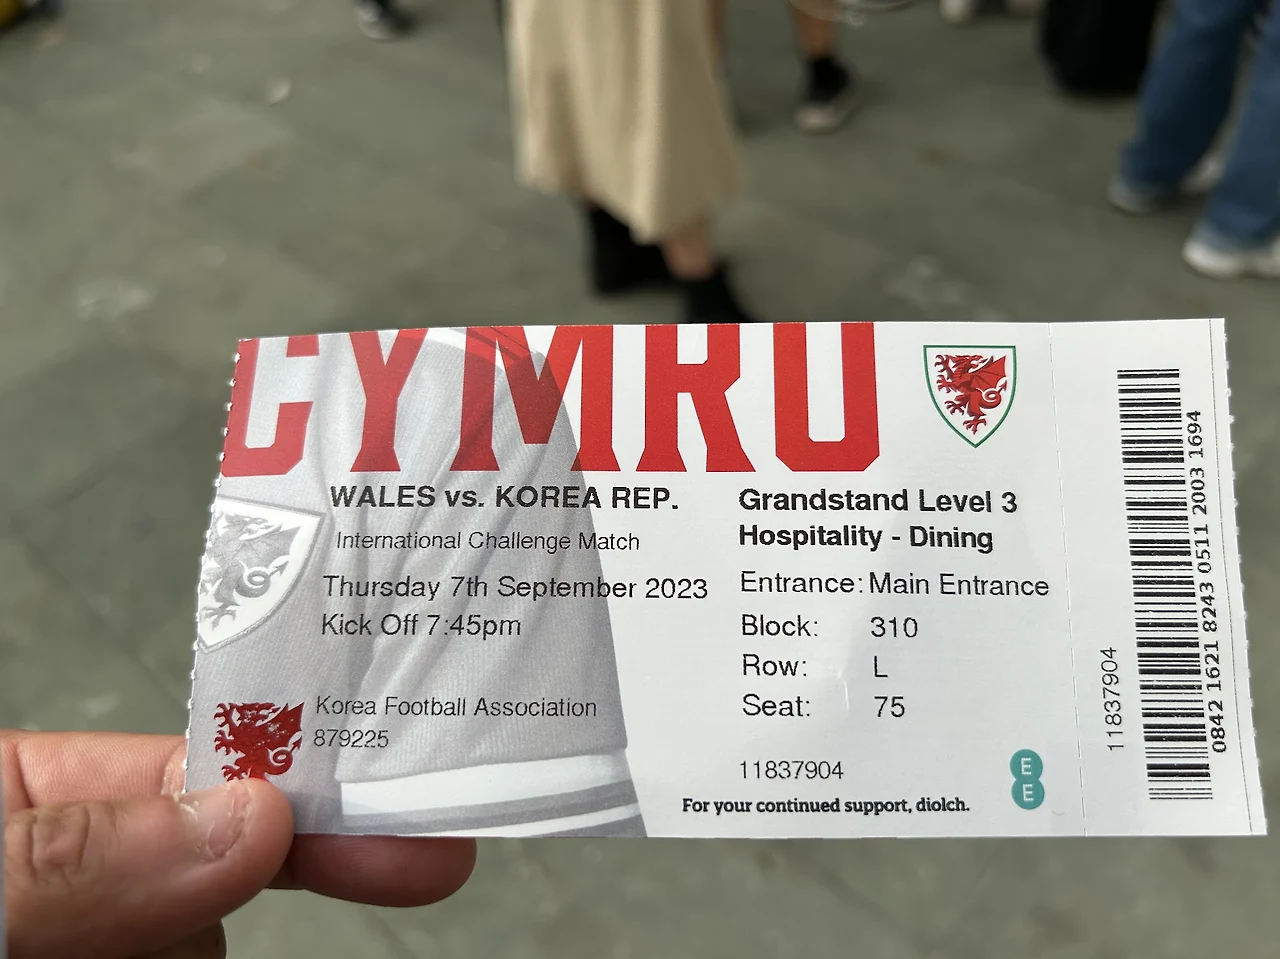 CYMRU
WALES vs. KOREA REP.
International Challenge Match
Thursday 7th September 2023
Kick Off 7:45pm
Korea Football Association
879225
Grandstand Level 3
Hospitality - Dining
Entrance: Main Entrance
Block: 310
Row: L
Seat: 75
11837904
For your continued support, diolch.
EE
11837904
0842 1621 8243 0511 2003 1694